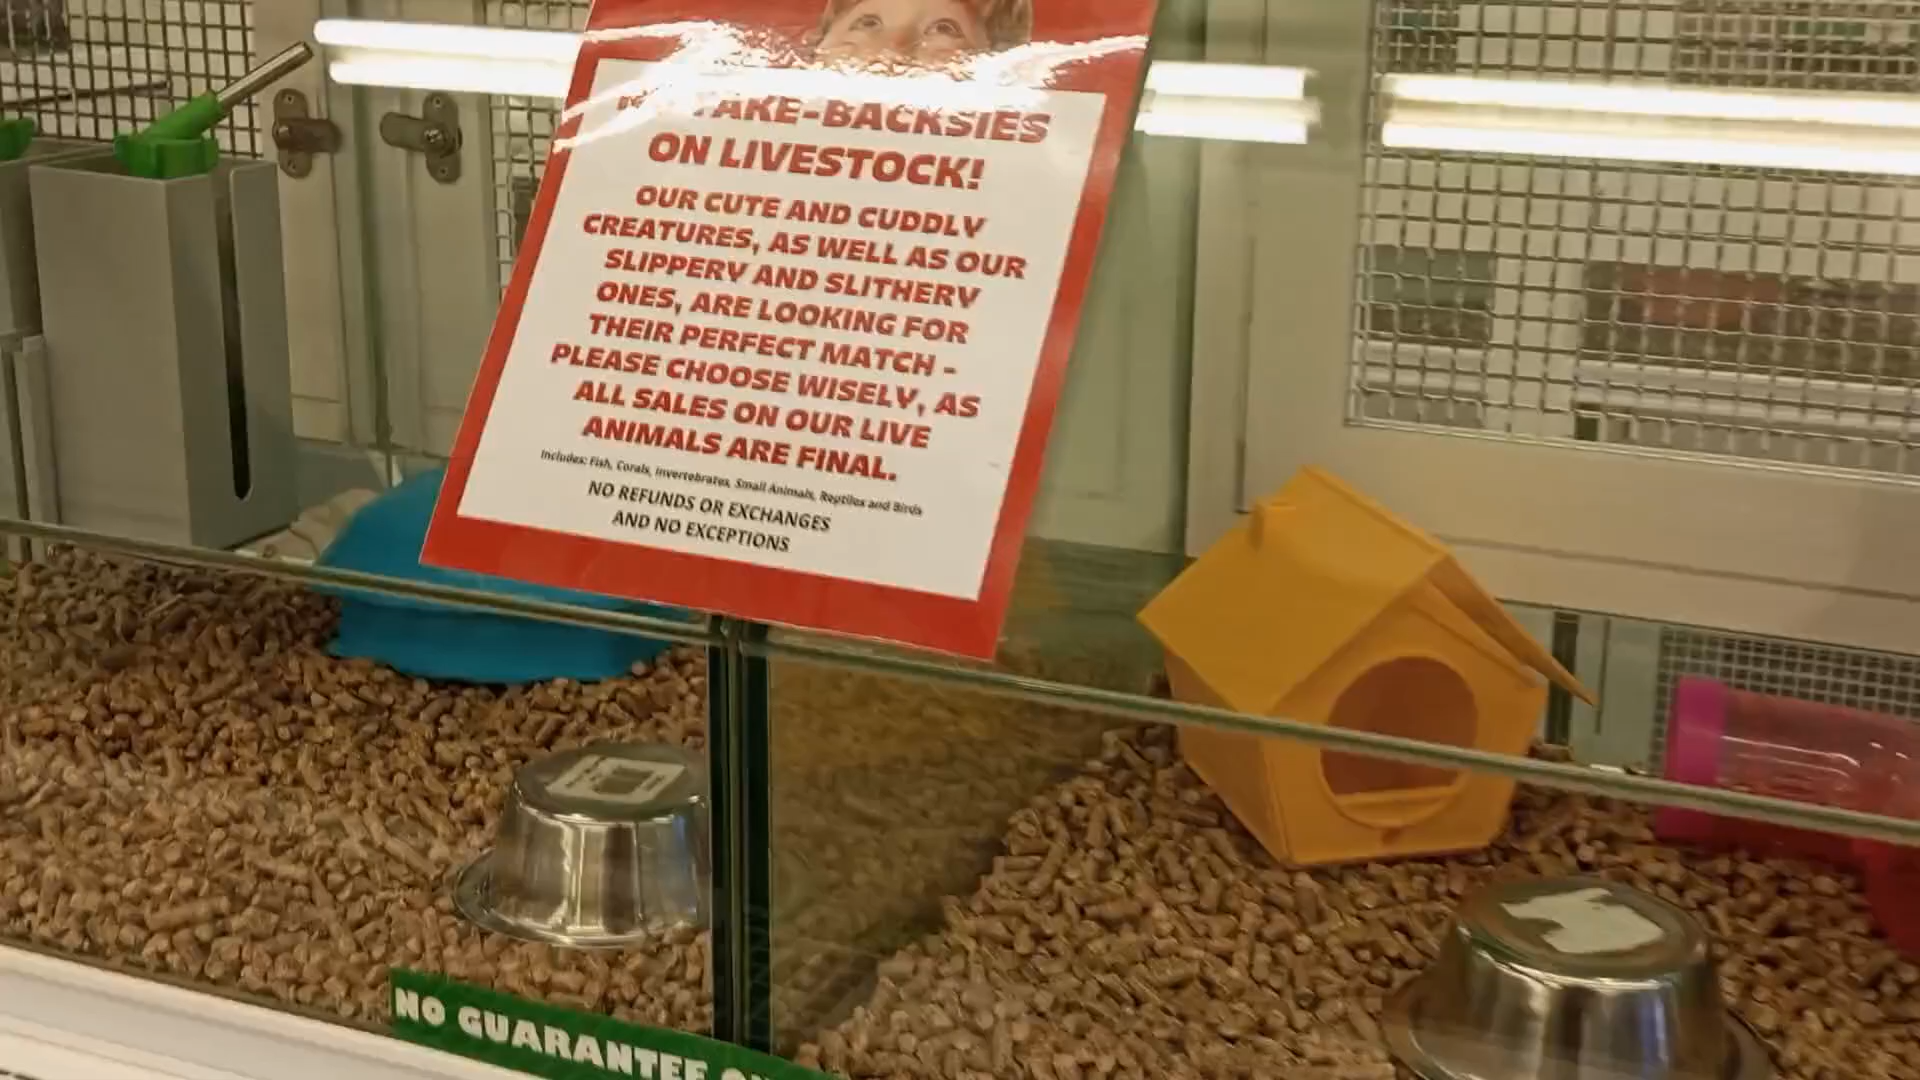 TAKE-BACKSIES
ON LIVESTOCK!
OUR CUTE AND CUDDLY
CREATURES, AS WELL AS OUR
SLIPPERY AND SLITHERY
ONES, ARE LOOKING FOR
THEIR PERFECT MATCH -
PLEASE CHOOSE WISELY, AS
ALL SALES ON OUR LIVE
ANIMALS ARE FINAL.
Includes: Fish, Corals, Invertebrates, Small Animals, Reptiles and Birds
NO REFUNDS OR EXCHANGES
AND NO EXCEPTIONS
NO GUARANTEE